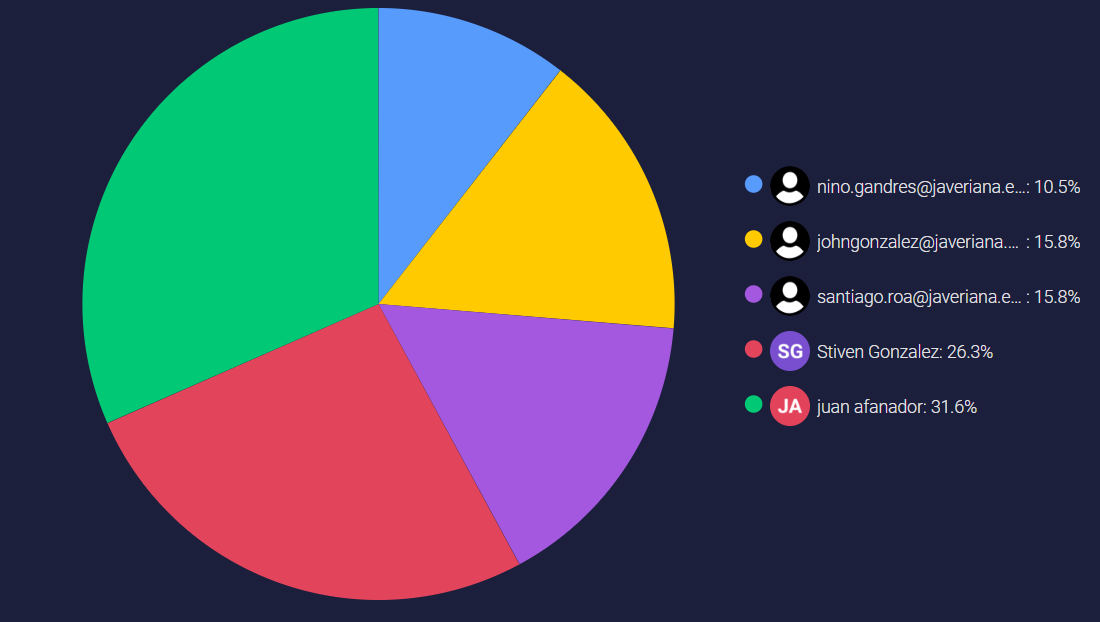 nino.gandres@javeriana.e...: 10.5%
johngonzalez@javeriana.... : 15.8%
santiago.roa@javeriana.e... : 15.8%
SG Stiven Gonzalez: 26.3%
JA juan afanador: 31.6%